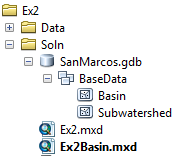 Ex2
Data
Soln
SanMarcos.gdb
BaseData
Basin
Subwatershed
Ex2.mxd
Ex2Basin.mxd